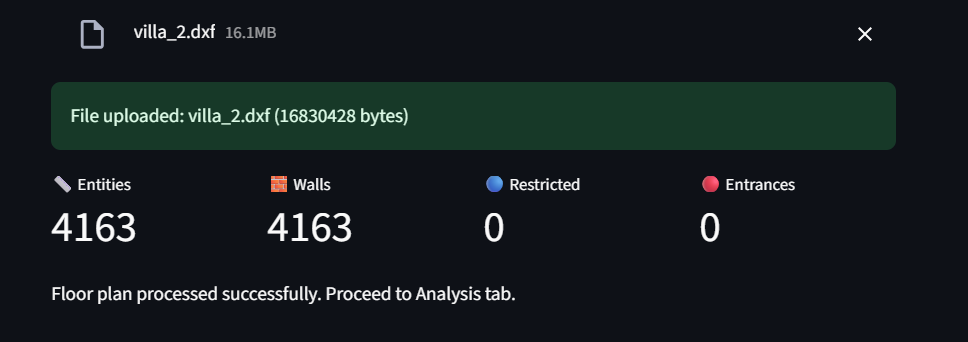 villa_2.dxf 16.1MB
File uploaded: villa_2.dxf (16830428 bytes)
Entities Walls Restricted Entrances
4163 4163 0 0
Floor plan processed successfully. Proceed to Analysis tab.